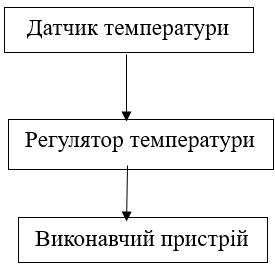 Датчик температури
Регулятор температури
Виконавчий пристрій